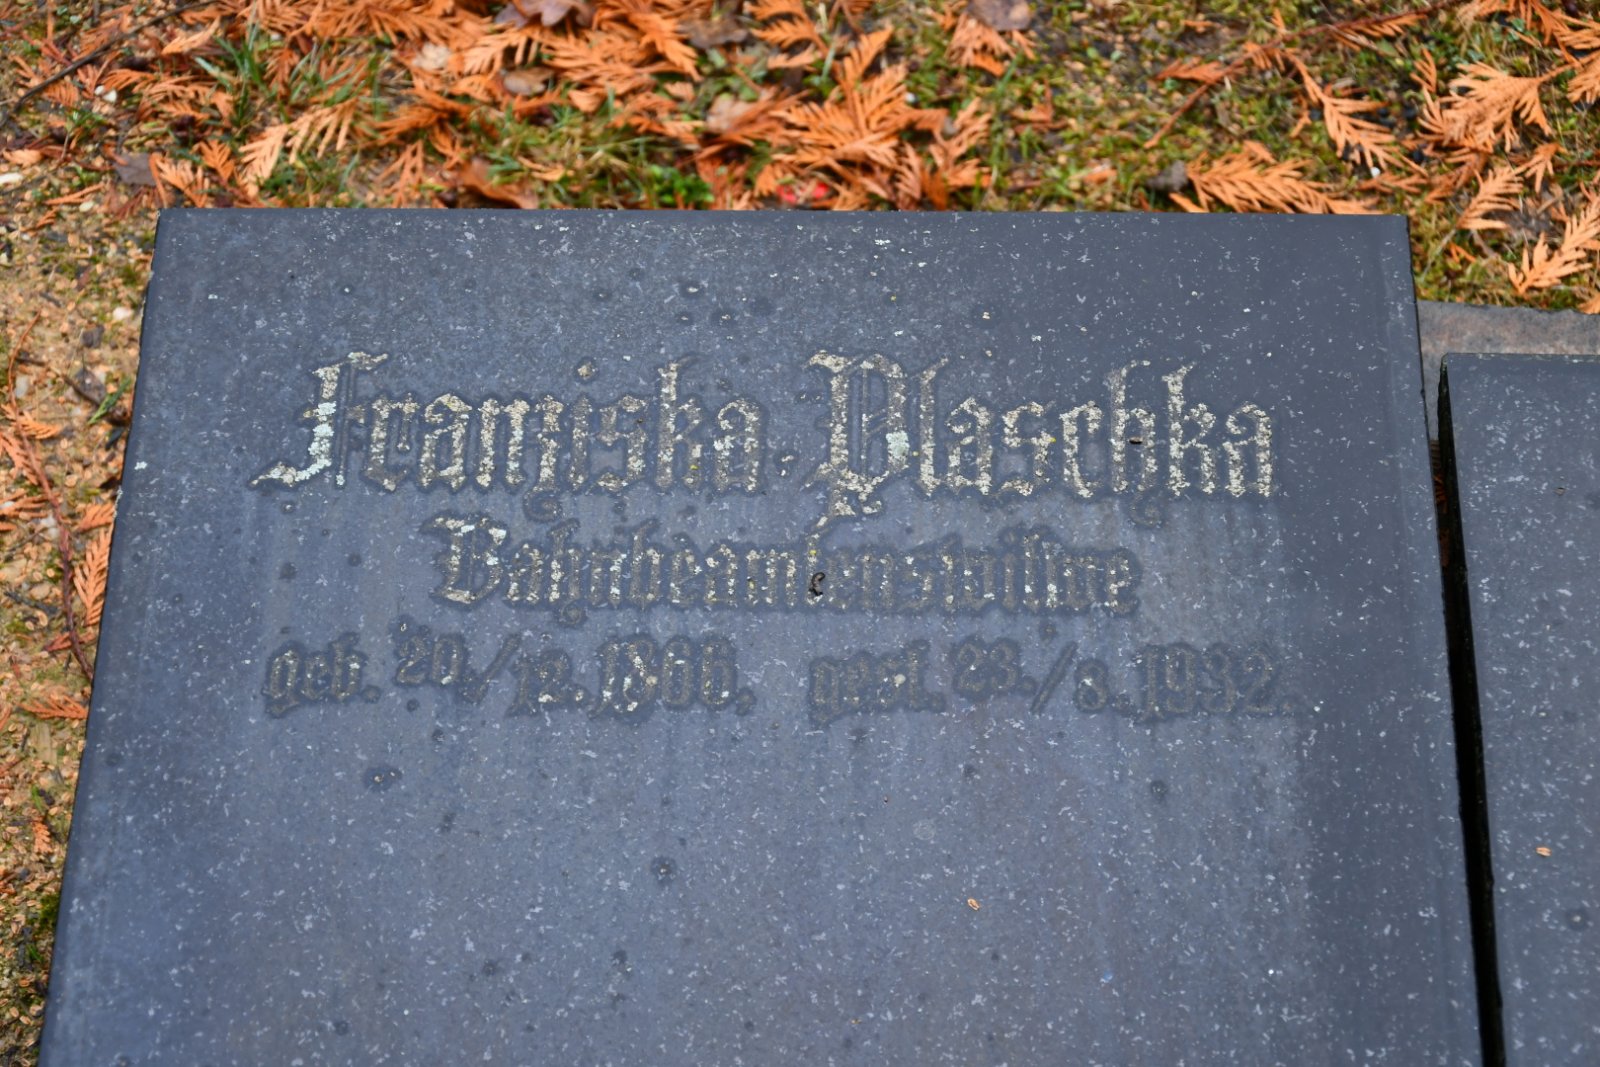 Franziska Plaschka
Bahnbeamtenswitwe
geb. 20./12. 1866, gest. 23./8. 1932.